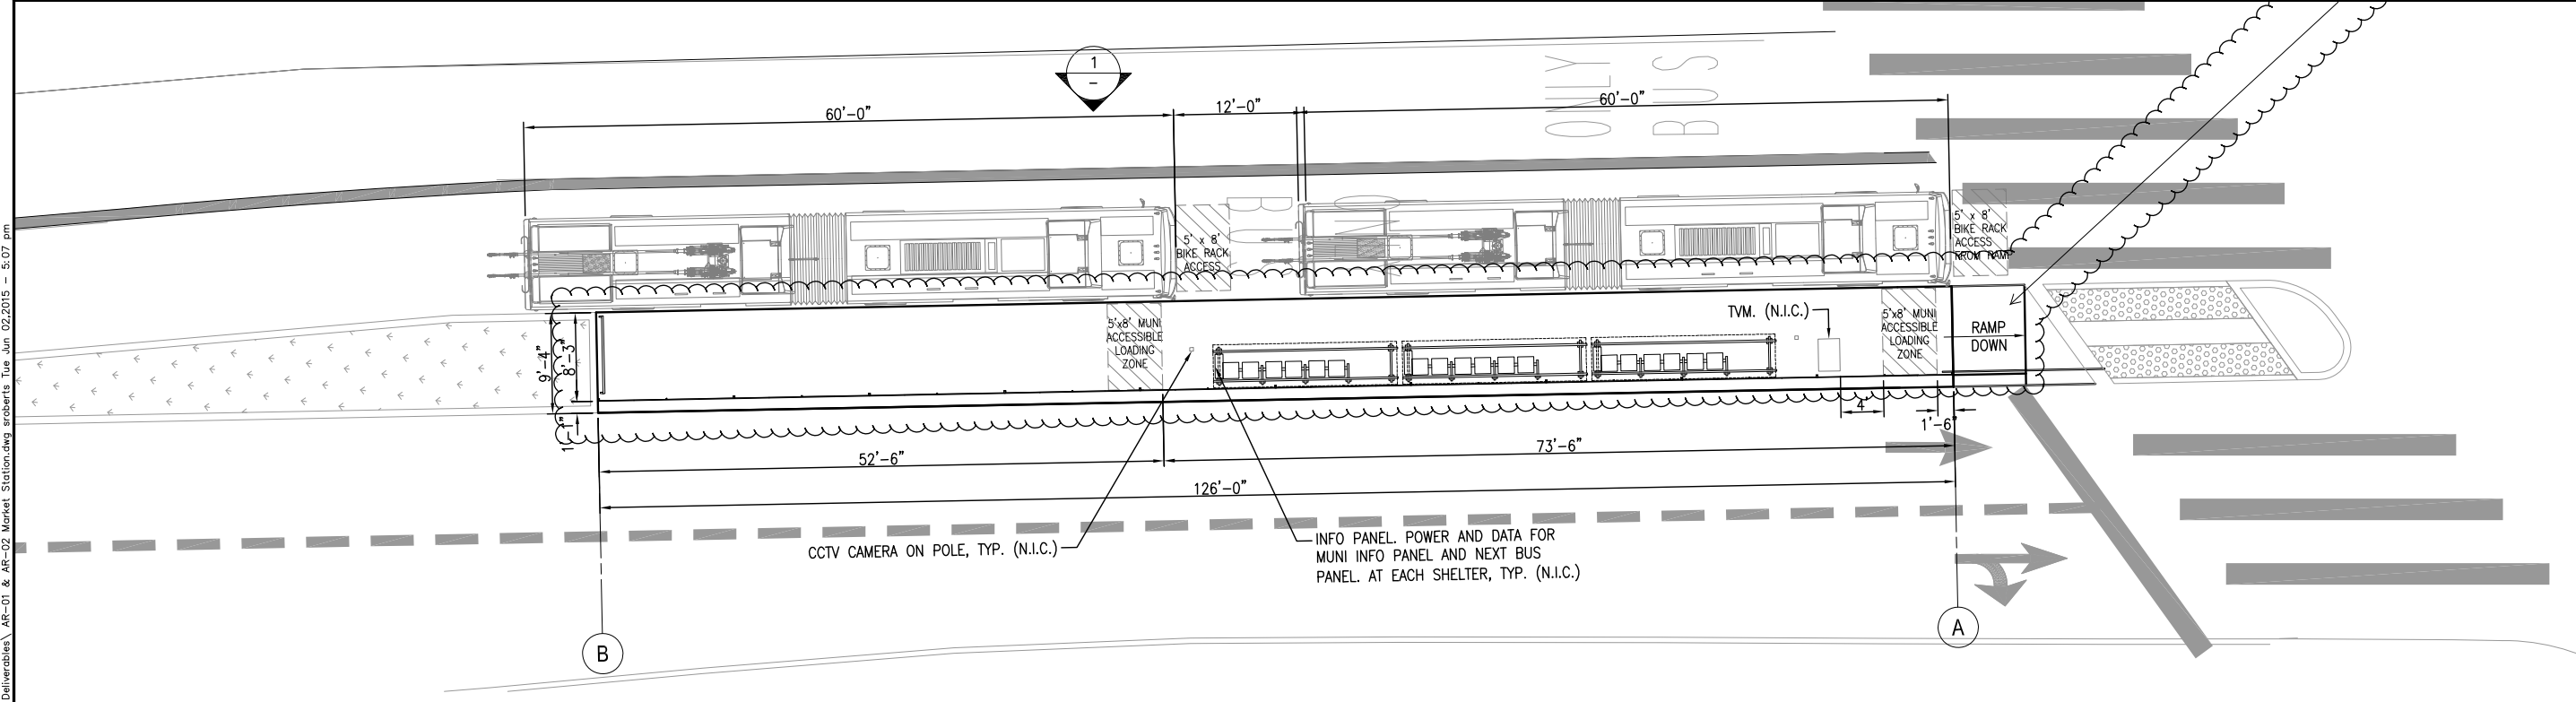 Deliverables\ AR-01 & AR-02 Market Station.dwg sroberts Tue Jun 02,2015 - 5:07 pm
1
-
ONLY
BUS
60'-0"
12'-0"
60'-0"
5' x 8'
BIKE RACK
ACCESS
5' x 8'
BIKE RACK
ACCESS
RROM RAMP
9'-4"
8'-3"
1'-1"
5'x8' MUNI
ACCESSIBLE
LOADING
ZONE
TVM. (N.I.C.)
5'x8' MUNI
ACCESSIBLE
LOADING
ZONE
RAMP
DOWN
4'
1'-6"
52'-6"
73'-6"
126'-0"
CCTV CAMERA ON POLE, TYP. (N.I.C.)
INFO PANEL. POWER AND DATA FOR
MUNI INFO PANEL AND NEXT BUS
PANEL. AT EACH SHELTER, TYP. (N.I.C.)
B
A